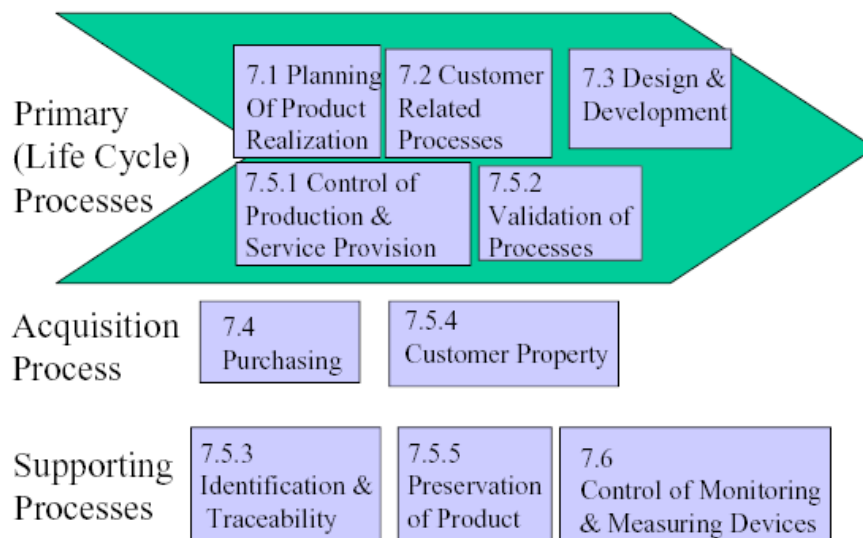 Primary
(Life Cycle)
Processes
7.1 Planning
Of Product
Realization
7.2 Customer
Related
Processes
7.3 Design &
Development
7.5.1 Control of
Production &
Service Provision
7.5.2
Validation of
Processes
Acquisition
Process
7.4
Purchasing
7.5.4
Customer Property
Supporting
Processes
7.5.3
Identification &
Traceability
7.5.5
Preservation
of Product
7.6
Control of Monitoring
& Measuring Devices